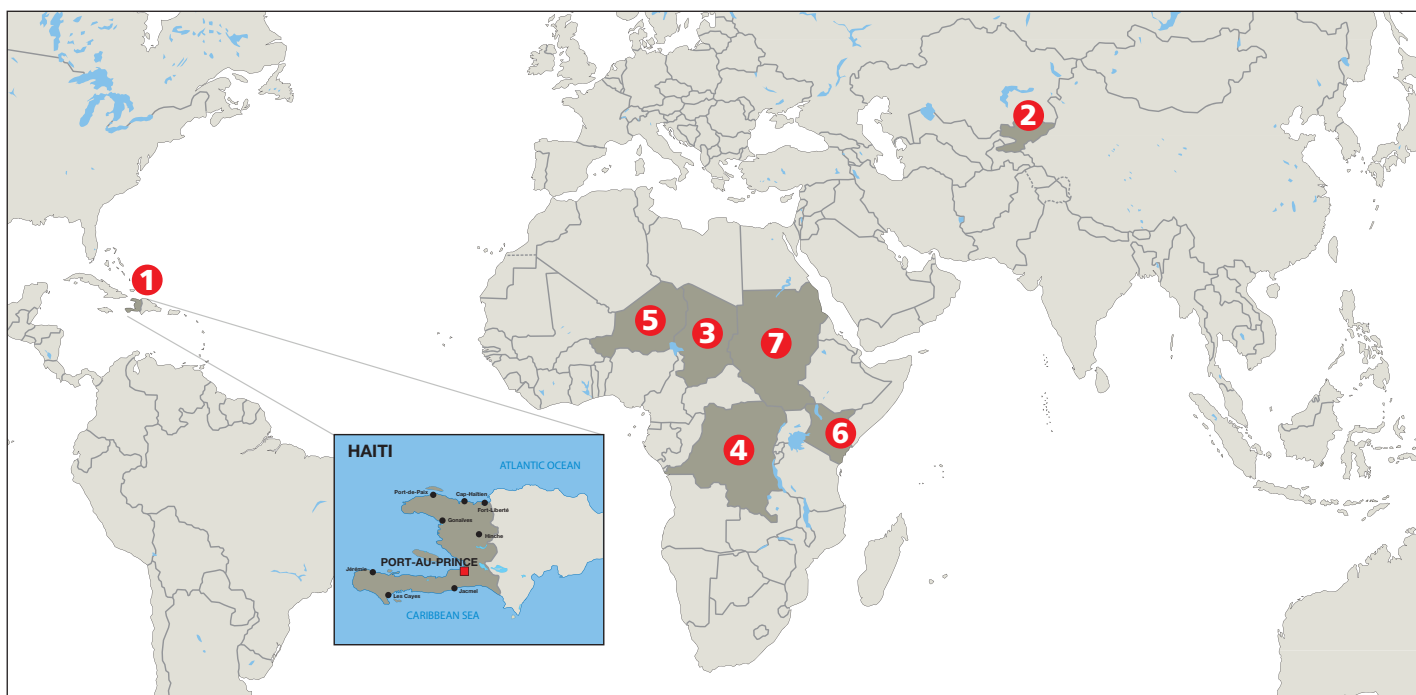 2
1
5
3
7
6
4
HAITI
ATLANTIC OCEAN
Port-de-Paix
Cap-Haïtien
Fort-Liberté
Gonaïves
Hinche
PORT-AU-PRINCE
Jérémie
Jacmel
Les Cayes
CARIBBEAN SEA